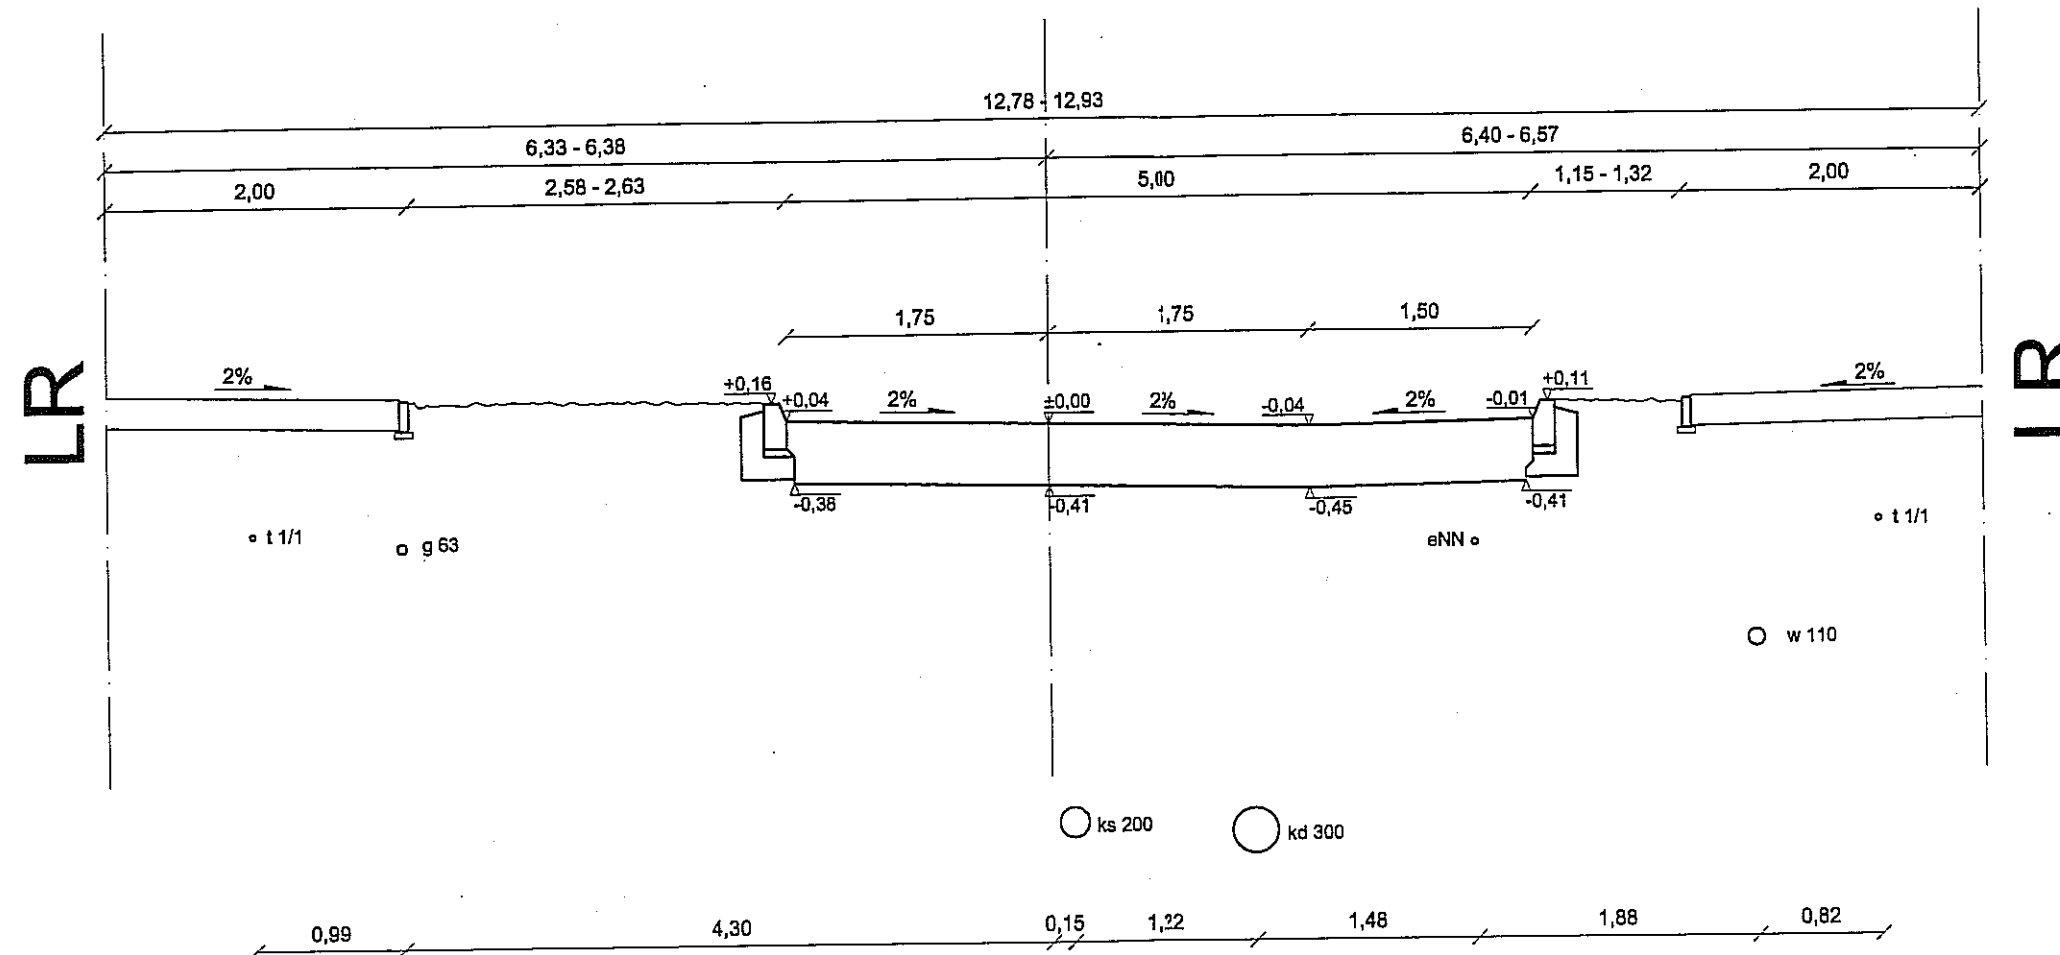 12,78 - 12,93
6,33 - 6,38 6,40 - 6,57
2,00 2,58 - 2,63 5,00 1,15 - 1,32 2,00
1,75 1,75 1,50
LR LR
2% +0,16 +0,04 2% ±0,00 2% -0,04 2% -0,01 +0,11 2%
-0,38 -0,41 -0,45 -0,41
t 1/1 g 63 eNN t 1/1
w 110
ks 200 kd 300
0,99 4,30 0,15 1,22 1,48 1,88 0,82